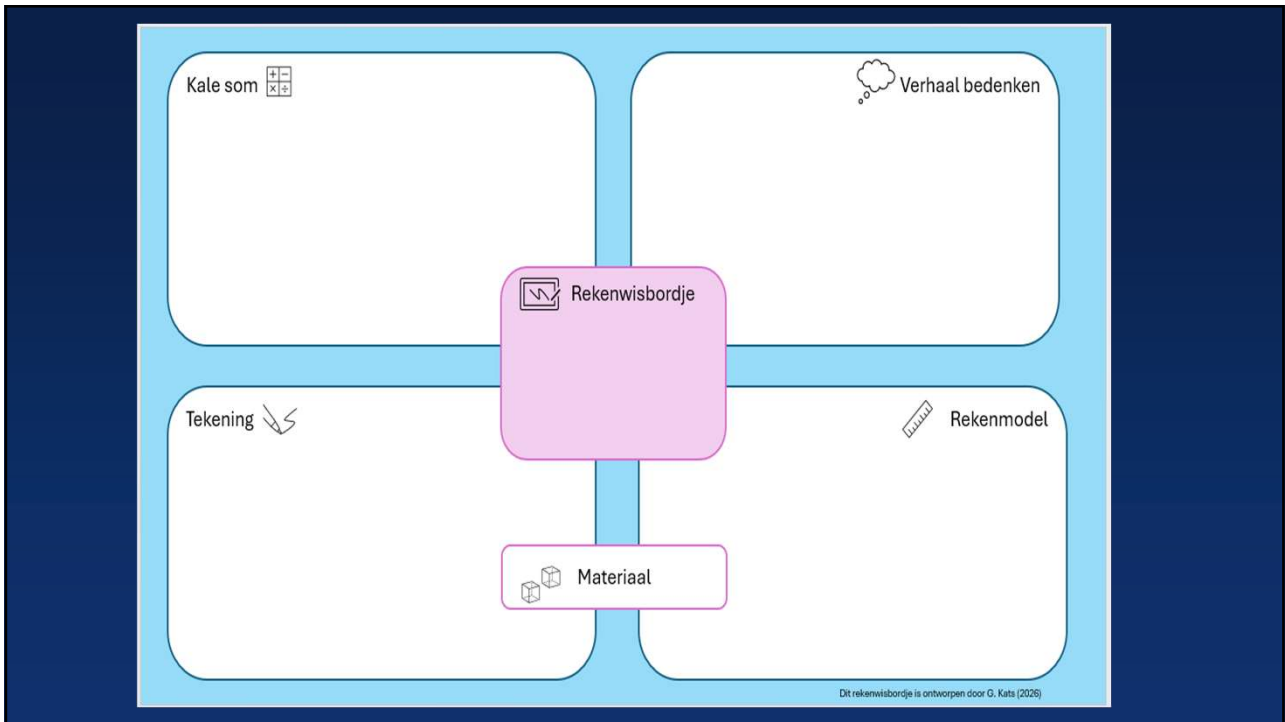 Kale som
Verhaal bedenken
Rekenwisbordje
Tekening
Rekenmodel
Materiaal
Dit rekenwisbordje is ontworpen door G. Kats (2026)